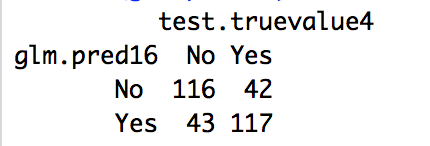 test.truevalue4
glm.pred16 No Yes
No 116 42
Yes 43 117